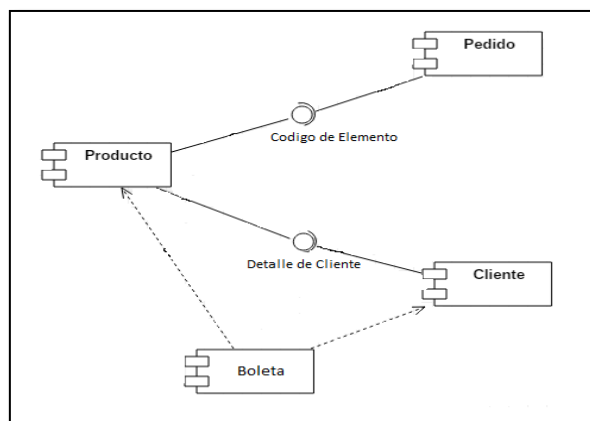 Pedido
Codigo de Elemento
Producto
Detalle de Cliente
Cliente
Boleta